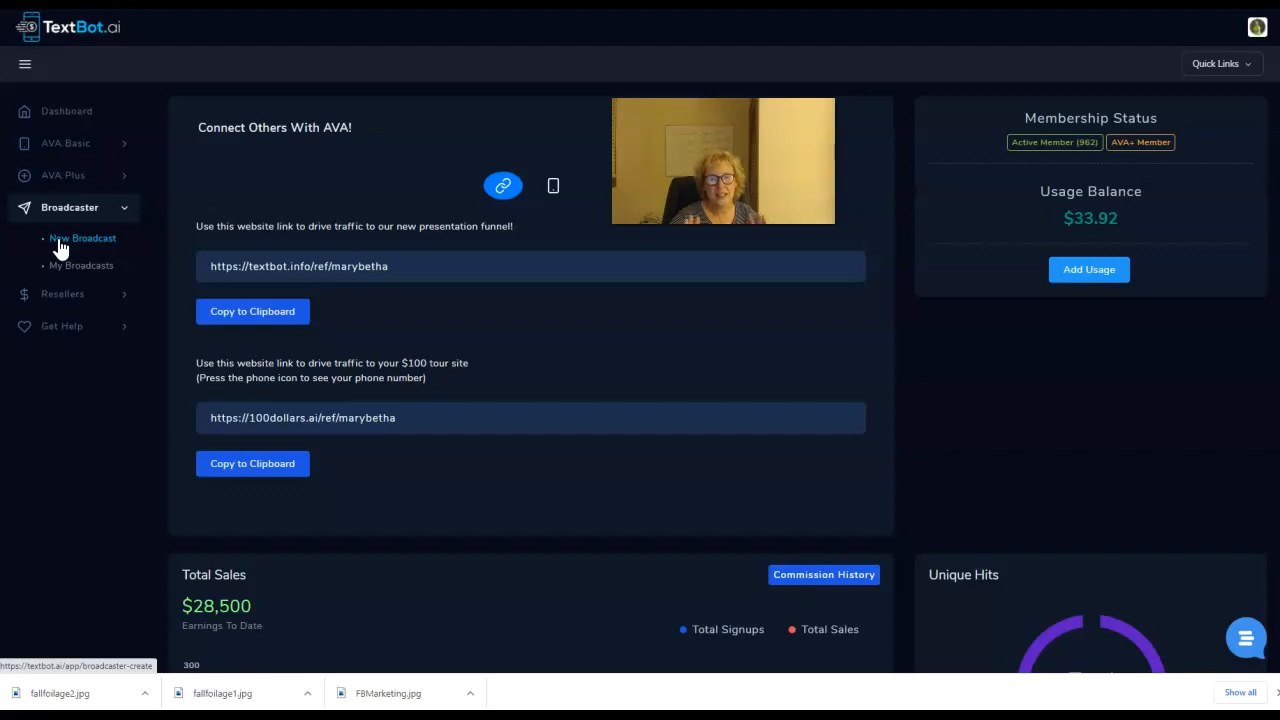 TextBot.ai
Quick Links
Dashboard
AVA Basic
AVA Plus
Broadcaster
New Broadcast
My Broadcasts
Resellers
Get Help
Connect Others With AVA!
Use this website link to drive traffic to our new presentation funnel!
https://textbot.info/ref/marybetha
Copy to Clipboard
Use this website link to drive traffic to your $100 tour site
(Press the phone icon to see your phone number)
https://100dollars.ai/ref/marybetha
Copy to Clipboard
Membership Status
Active Member (962) AVA+ Member
Usage Balance
$33.92
Add Usage
Total Sales
Commission History
$28,500
Earnings To Date
Total Signups Total Sales
300
Unique Hits
https://textbot.ai/app/broadcaster-create
fallfoilage2.jpg fallfoilage1.jpg FBMarketing.jpg Show all